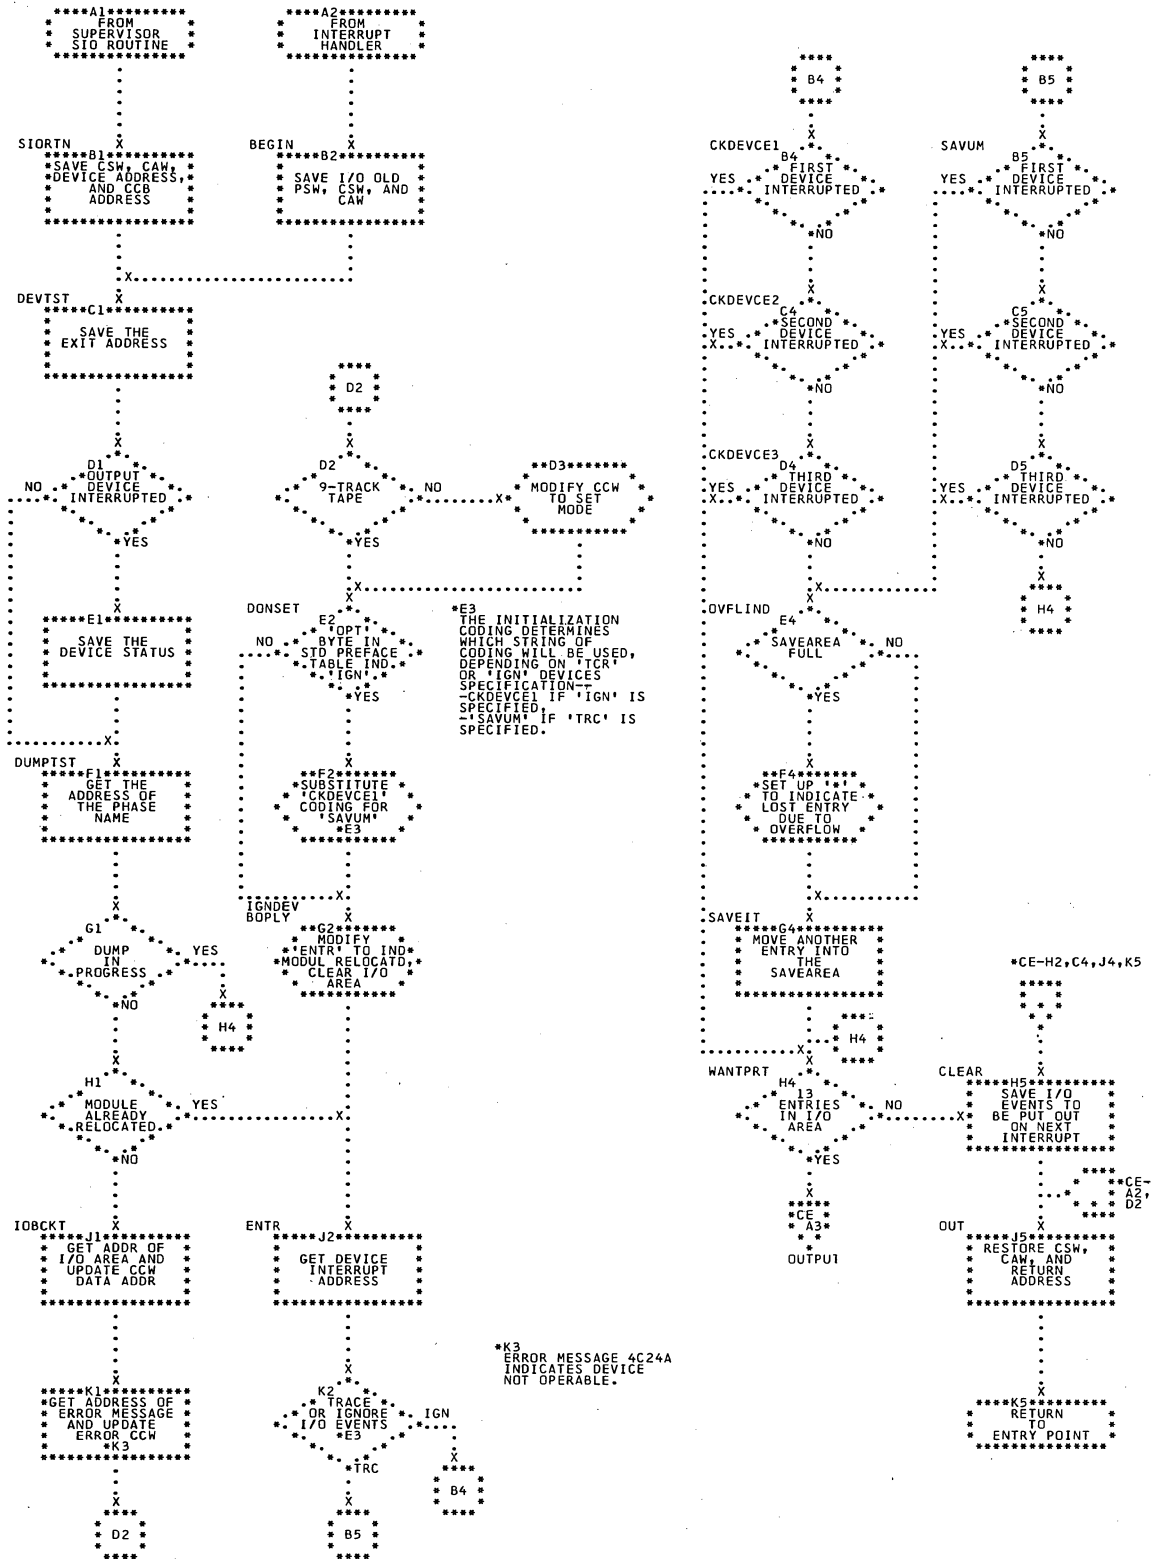 A1
FROM
SUPERVISOR
SIO ROUTINE
A2
FROM
INTERRUPT
HANDLER
SIORTN
B1
SAVE CSW, CAW,
DEVICE ADDRESS,
AND CCB
ADDRESS
BEGIN
B2
SAVE I/O OLD
PSW, CSW, AND
CAW
DEVTST
C1
SAVE THE
EXIT ADDRESS
D1
OUTPUT
DEVICE
INTERRUPTED
NO
*YES
E1
SAVE THE
DEVICE STATUS
DUMPTST
F1
GET THE
ADDRESS OF
THE PHASE
NAME
G1
DUMP
IN
PROGRESS
YES
*NO
H4
H1
MODULE
ALREADY
RELOCATED
YES
*NO
IOBCKT
J1
GET ADDR OF
I/O AREA AND
UPDATE CCW
DATA ADDR
K1
GET ADDRESS OF
ERROR MESSAGE
AND UPDATE
ERROR CCW
*K3
D2
D2
D2
9-TRACK
TAPE
NO
*YES
D3
MODIFY CCW
TO SET
MODE
DONSET
E2
'OPT'
BYTE IN
STD PREFACE
TABLE IND
'IGN'
NO
*YES
*E3
THE INITIALIZATION
CODING DETERMINES
WHICH STRING OF
CODING WILL BE USED,
DEPENDING ON 'TCR'
OR 'IGN' DEVICES
SPECIFICATION--
-CKDEVCE1 IF 'IGN' IS
SPECIFIED,
-'SAVUM' IF 'TRC' IS
SPECIFIED.
F2
SUBSTITUTE
'CKDEVCE1'
CODING FOR
'SAVUM'
*E3
IGNDEV
BOPLY
G2
MODIFY
'ENTR' TO IND
MODUL RELOCATD,
CLEAR I/O
AREA
ENTR
J2
GET DEVICE
INTERRUPT
ADDRESS
K2
TRACE
OR IGNORE
I/O EVENTS
*E3
IGN
*TRC
B4
B5
*K3
ERROR MESSAGE 4C24A
INDICATES DEVICE
NOT OPERABLE.
B4
CKDEVCE1
B4
FIRST
DEVICE
INTERRUPTED
YES
*NO
CKDEVCE2
C4
SECOND
DEVICE
INTERRUPTED
YES
*NO
CKDEVCE3
D4
THIRD
DEVICE
INTERRUPTED
YES
*NO
OVFLIND
E4
SAVEAREA
FULL
NO
*YES
F4
SET UP '*'
TO INDICATE
LOST ENTRY
DUE TO
OVERFLOW
SAVEIT
G4
MOVE ANOTHER
ENTRY INTO
THE
SAVEAREA
H4
WANTPRT
H4
13
ENTRIES
IN I/O
AREA
NO
*YES
CE
A3
OUTPU1
B5
SAVUM
B5
FIRST
DEVICE
INTERRUPTED
YES
*NO
C5
SECOND
DEVICE
INTERRUPTED
YES
*NO
D5
THIRD
DEVICE
INTERRUPTED
YES
*NO
H4
*CE-H2,C4,J4,K5
CLEAR
H5
SAVE I/O
EVENTS TO
BE PUT OUT
ON NEXT
INTERRUPT
*CE-
A2,
D2
OUT
J5
RESTORE CSW,
CAW, AND
RETURN
ADDRESS
K5
RETURN
TO
ENTRY POINT